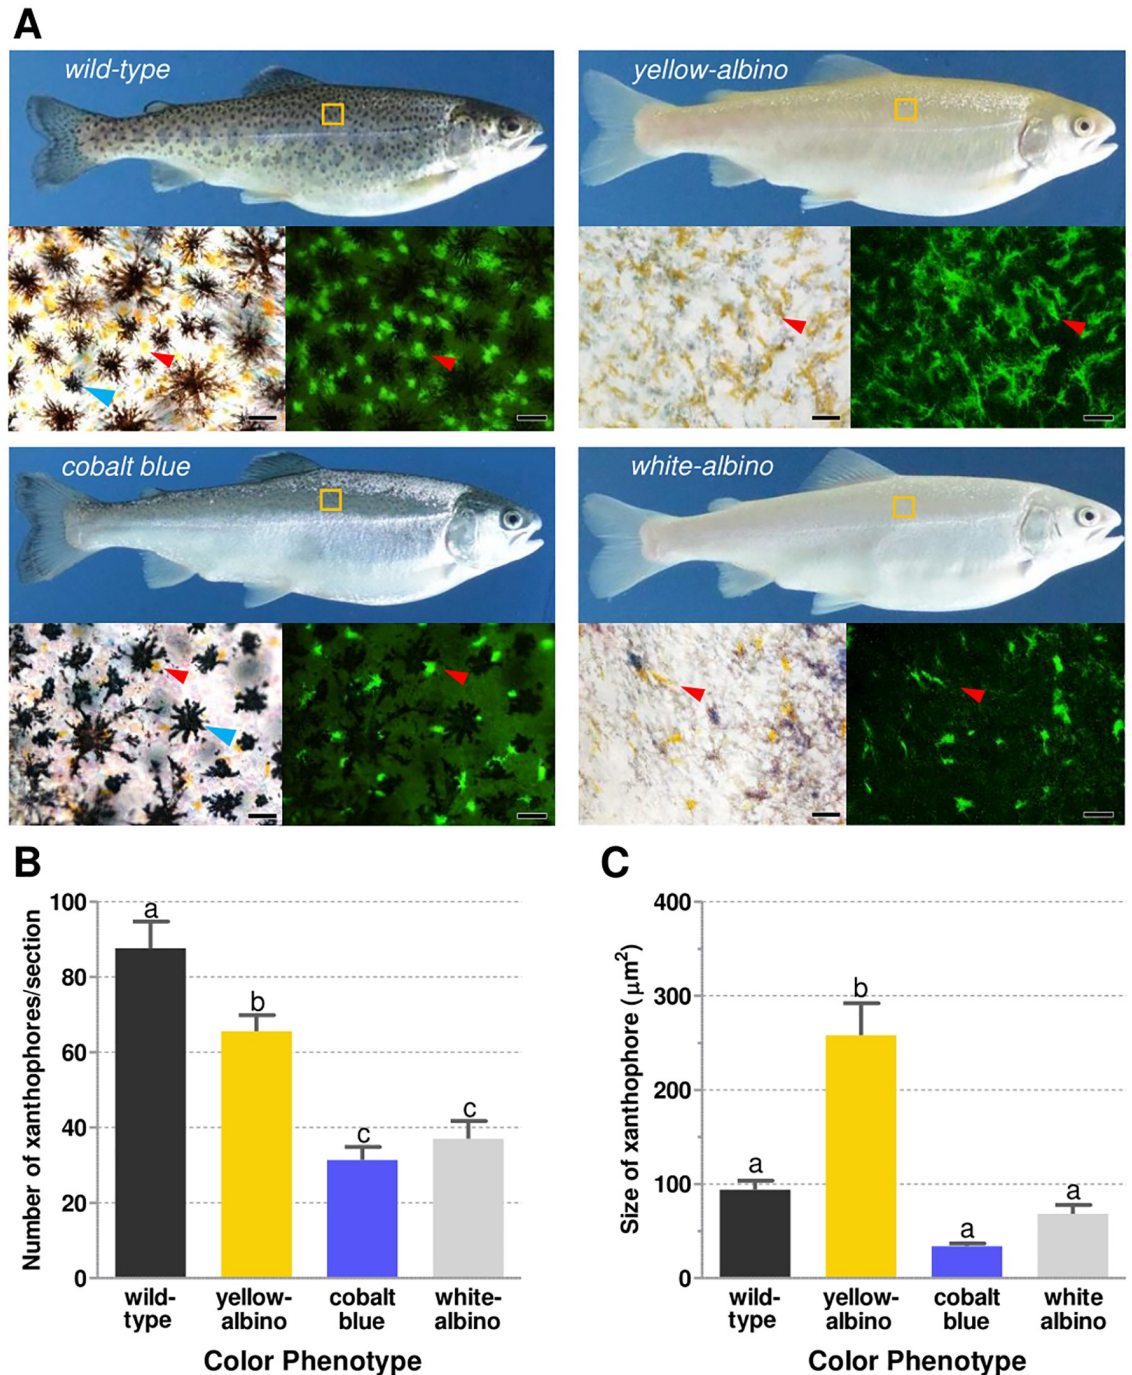 A
wild-type
yellow-albino
cobalt blue
white-albino
B
Number of xanthophores/section
100
80
60
40
20
0
a
b
c
c
wild-
type
yellow-
albino
cobalt
blue
white-
albino
Color Phenotype
C
Size of xanthophore (μm²)
400
300
200
100
0
a
b
a
a
wild-
type
yellow-
albino
cobalt
blue
white
albino
Color Phenotype